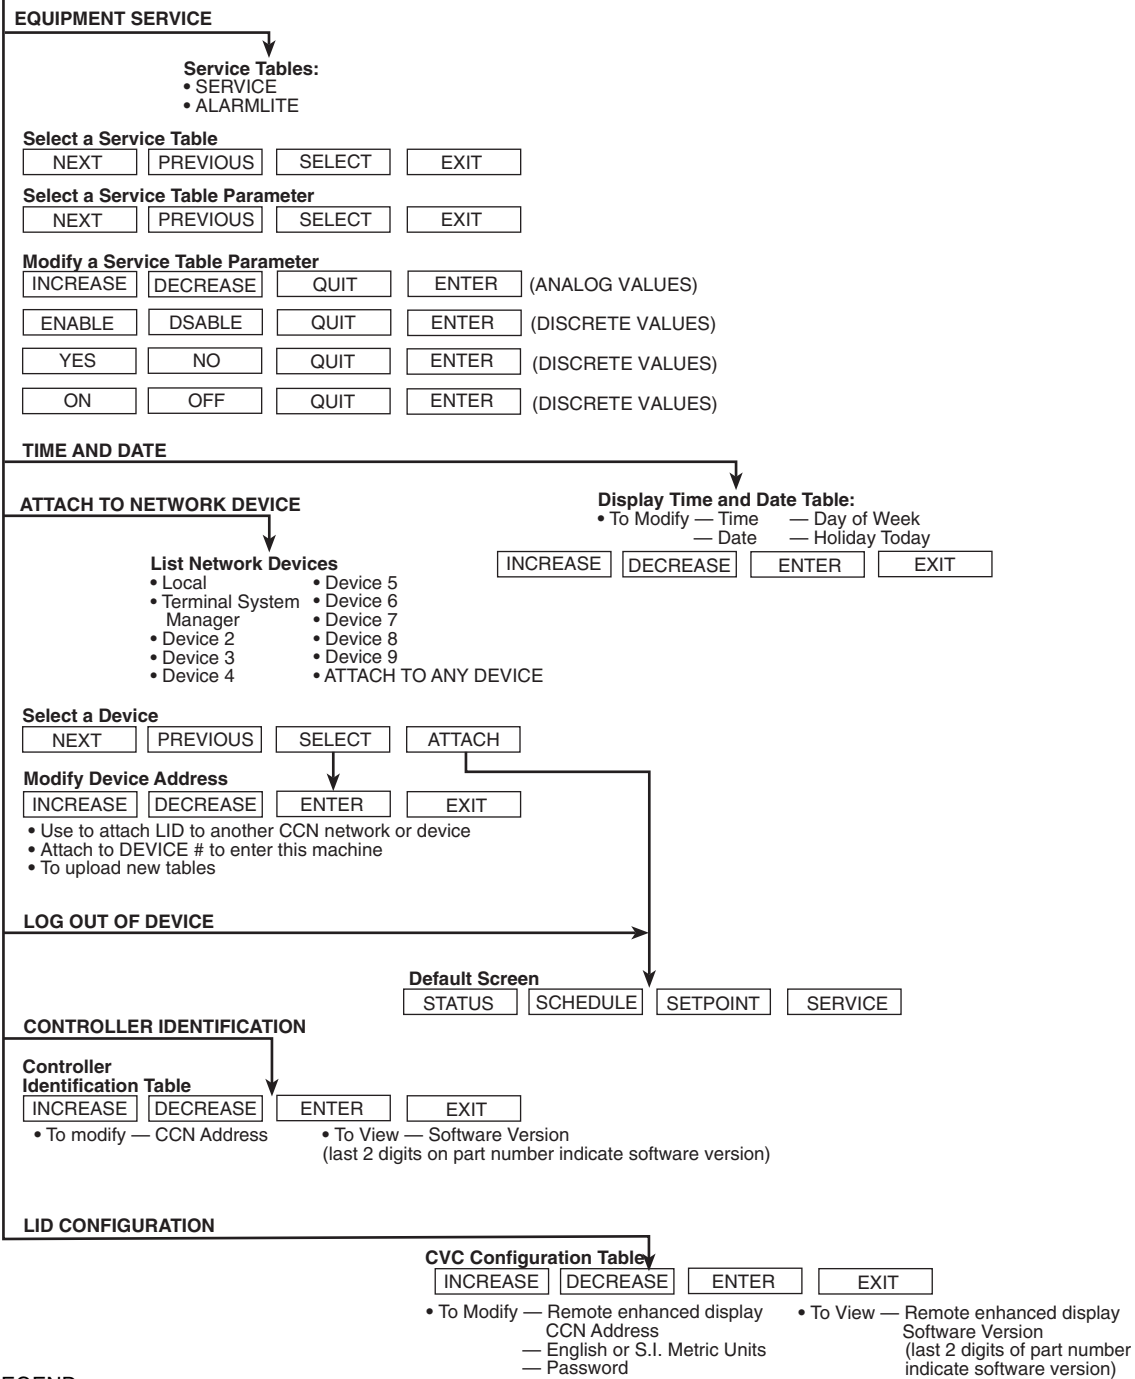 EQUIPMENT SERVICE
Service Tables:
• SERVICE
• ALARMLITE
Select a Service Table
NEXT PREVIOUS SELECT EXIT
Select a Service Table Parameter
NEXT PREVIOUS SELECT EXIT
Modify a Service Table Parameter
INCREASE DECREASE QUIT ENTER (ANALOG VALUES)
ENABLE DSABLE QUIT ENTER (DISCRETE VALUES)
YES NO QUIT ENTER (DISCRETE VALUES)
ON OFF QUIT ENTER (DISCRETE VALUES)
TIME AND DATE
Display Time and Date Table:
• To Modify — Time — Day of Week
— Date — Holiday Today
INCREASE DECREASE ENTER EXIT
ATTACH TO NETWORK DEVICE
List Network Devices
• Local • Device 5
• Terminal System • Device 6
Manager • Device 7
• Device 2 • Device 8
• Device 3 • Device 9
• Device 4 • ATTACH TO ANY DEVICE
Select a Device
NEXT PREVIOUS SELECT ATTACH
Modify Device Address
INCREASE DECREASE ENTER EXIT
• Use to attach LID to another CCN network or device
• Attach to DEVICE # to enter this machine
• To upload new tables
LOG OUT OF DEVICE
Default Screen
STATUS SCHEDULE SETPOINT SERVICE
CONTROLLER IDENTIFICATION
Controller
Identification Table
INCREASE DECREASE ENTER EXIT
• To modify — CCN Address • To View — Software Version
(last 2 digits on part number indicate software version)
LID CONFIGURATION
CVC Configuration Table
INCREASE DECREASE ENTER EXIT
• To Modify — Remote enhanced display • To View — Remote enhanced display
CCN Address Software Version
— English or S.I. Metric Units (last 2 digits of part number
— Password indicate software version)